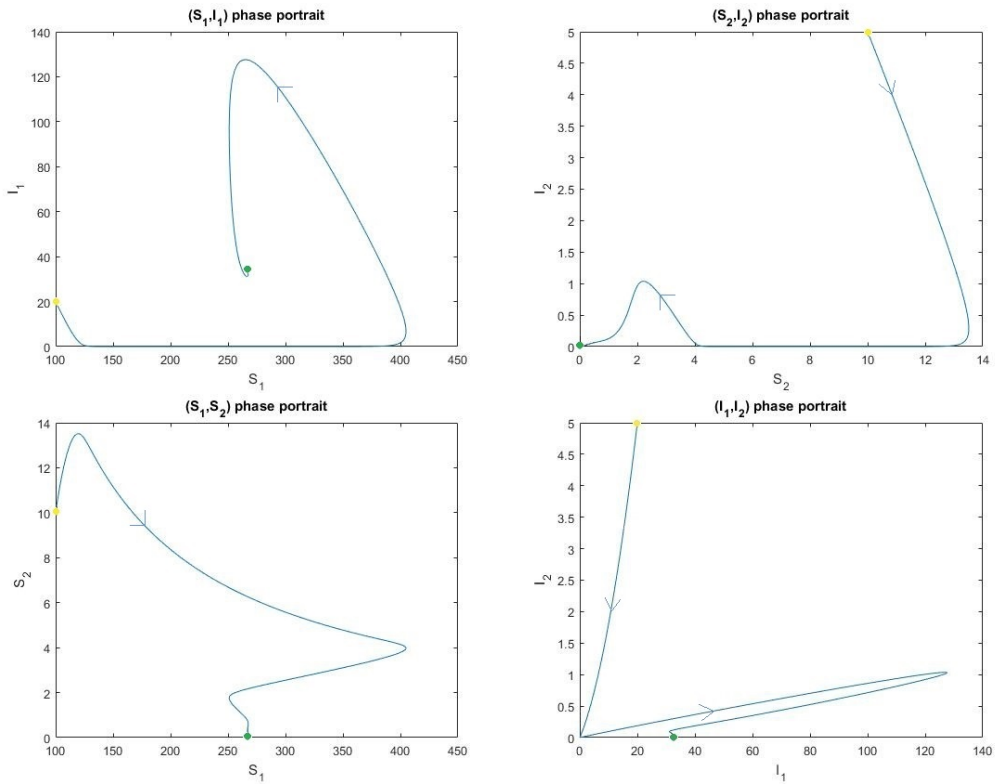 (S₁,I₁) phase portrait
140
120
100
80
60
40
20
0
I₁
100 150 200 250 300 350 400 450
S₁
(S₂,I₂) phase portrait
5
4.5
4
3.5
3
2.5
2
1.5
1
0.5
0
I₂
0 2 4 6 8 10 12 14
S₂
(S₁,S₂) phase portrait
14
12
10
8
6
4
2
0
S₂
100 150 200 250 300 350 400 450
S₁
(I₁,I₂) phase portrait
5
4.5
4
3.5
3
2.5
2
1.5
1
0.5
0
I₂
0 20 40 60 80 100 120 140
I₁